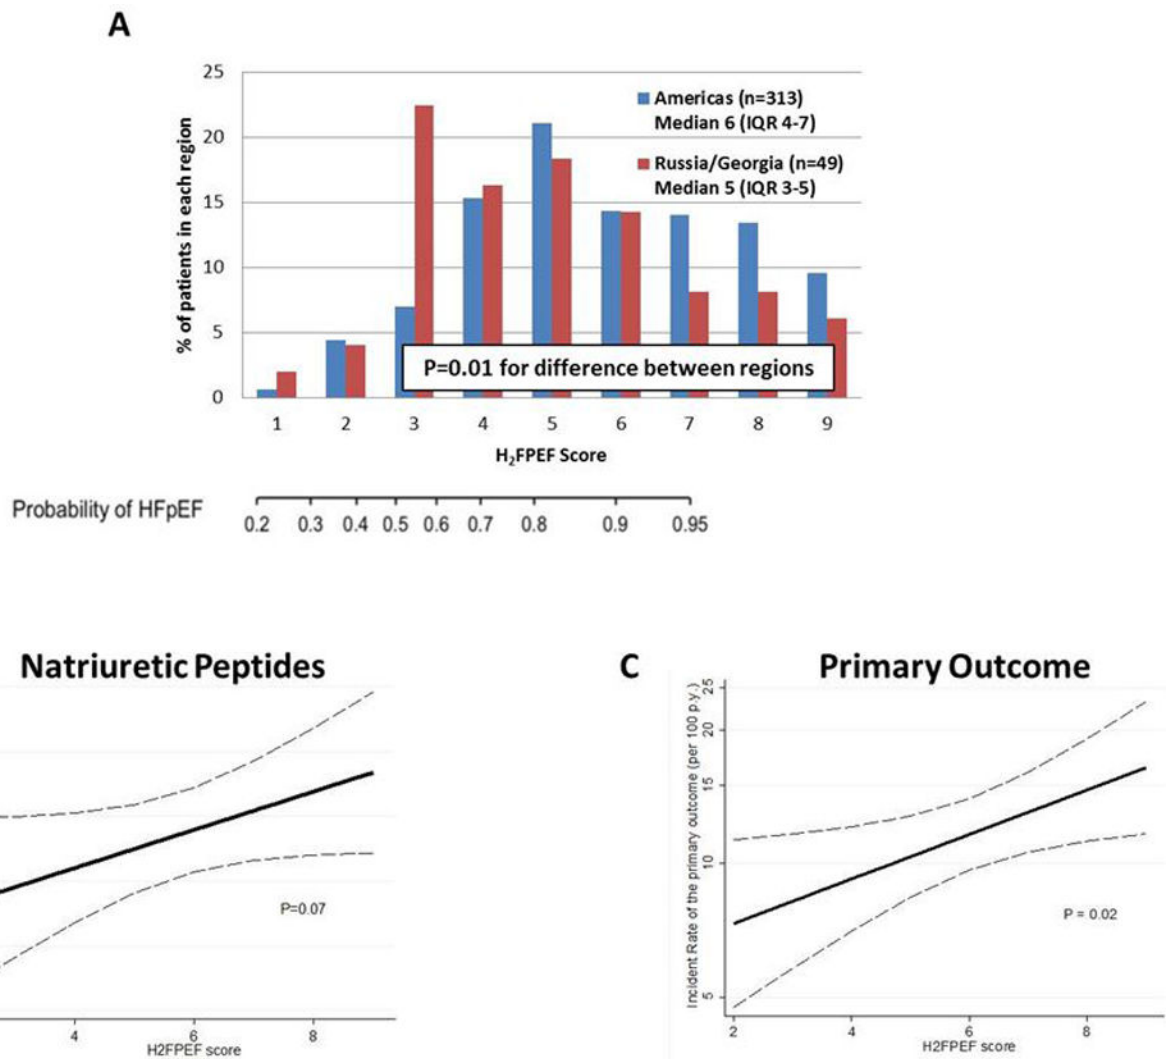 A
25
20
15
10
5
0
% of patients in each region
Americas (n=313)
Median 6 (IQR 4-7)
Russia/Georgia (n=49)
Median 5 (IQR 3-5)
P=0.01 for difference between regions
1 2 3 4 5 6 7 8 9
H₂FPEF Score
Probability of HFpEF
0.2 0.3 0.4 0.5 0.6 0.7 0.8 0.9 0.95
Natriuretic Peptides
P=0.07
4 6 8
H2FPEF score
C
Primary Outcome
Incident Rate of the primary outcome (per 100 p.y.)
25
20
15
10
5
P = 0.02
2 4 6 8
H2FPEF score